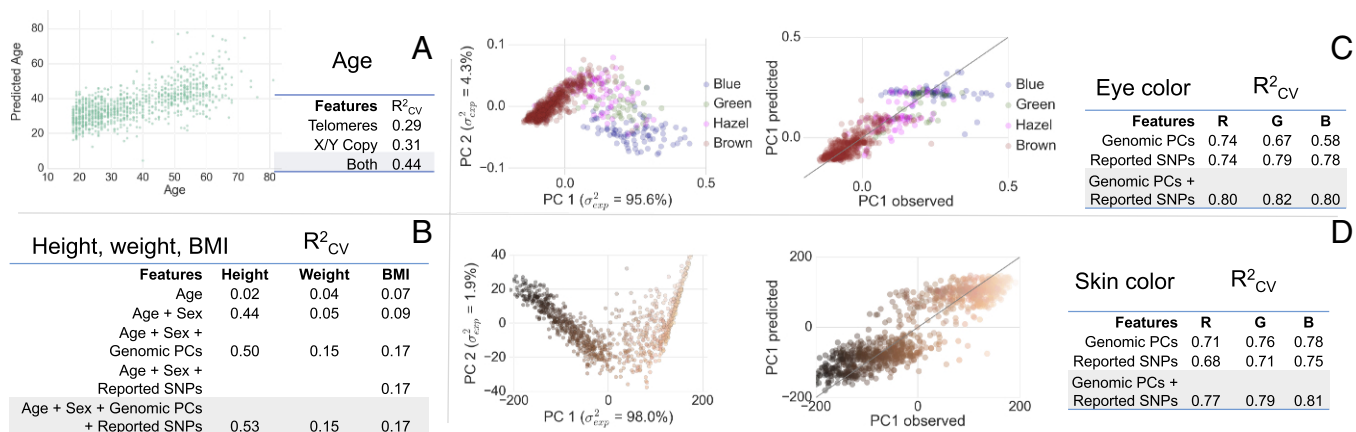 A
Predicted Age
80
60
40
20
0
10
20
30
40
50
60
70
80
Age
Age
Features R²CV
Telomeres 0.29
X/Y Copy 0.31
Both 0.44
B
Height, weight, BMI R²CV
Features Height Weight BMI
Age 0.02 0.04 0.07
Age + Sex 0.44 0.05 0.09
Age + Sex +
Genomic PCs 0.50 0.15 0.17
Age + Sex +
Reported SNPs 0.17
Age + Sex + Genomic PCs
+ Reported SNPs 0.53 0.15 0.17
C
PC 2 (σ²exp = 4.3%)
0.1
0.0
−0.1
0.0
0.5
PC 1 (σ²exp = 95.6%)
Blue
Green
Hazel
Brown
PC1 predicted
0.5
0.0
0.0
0.5
PC1 observed
Blue
Green
Hazel
Brown
Eye color R²CV
Features R G B
Genomic PCs 0.74 0.67 0.58
Reported SNPs 0.74 0.79 0.78
Genomic PCs +
Reported SNPs 0.80 0.82 0.80
D
PC 2 (σ²exp = 1.9%)
40
20
0
−20
−40
−200
0
200
PC 1 (σ²exp = 98.0%)
PC1 predicted
200
0
−200
−200
0
200
PC1 observed
Skin color R²CV
Features R G B
Genomic PCs 0.71 0.76 0.78
Reported SNPs 0.68 0.71 0.75
Genomic PCs +
Reported SNPs 0.77 0.79 0.81